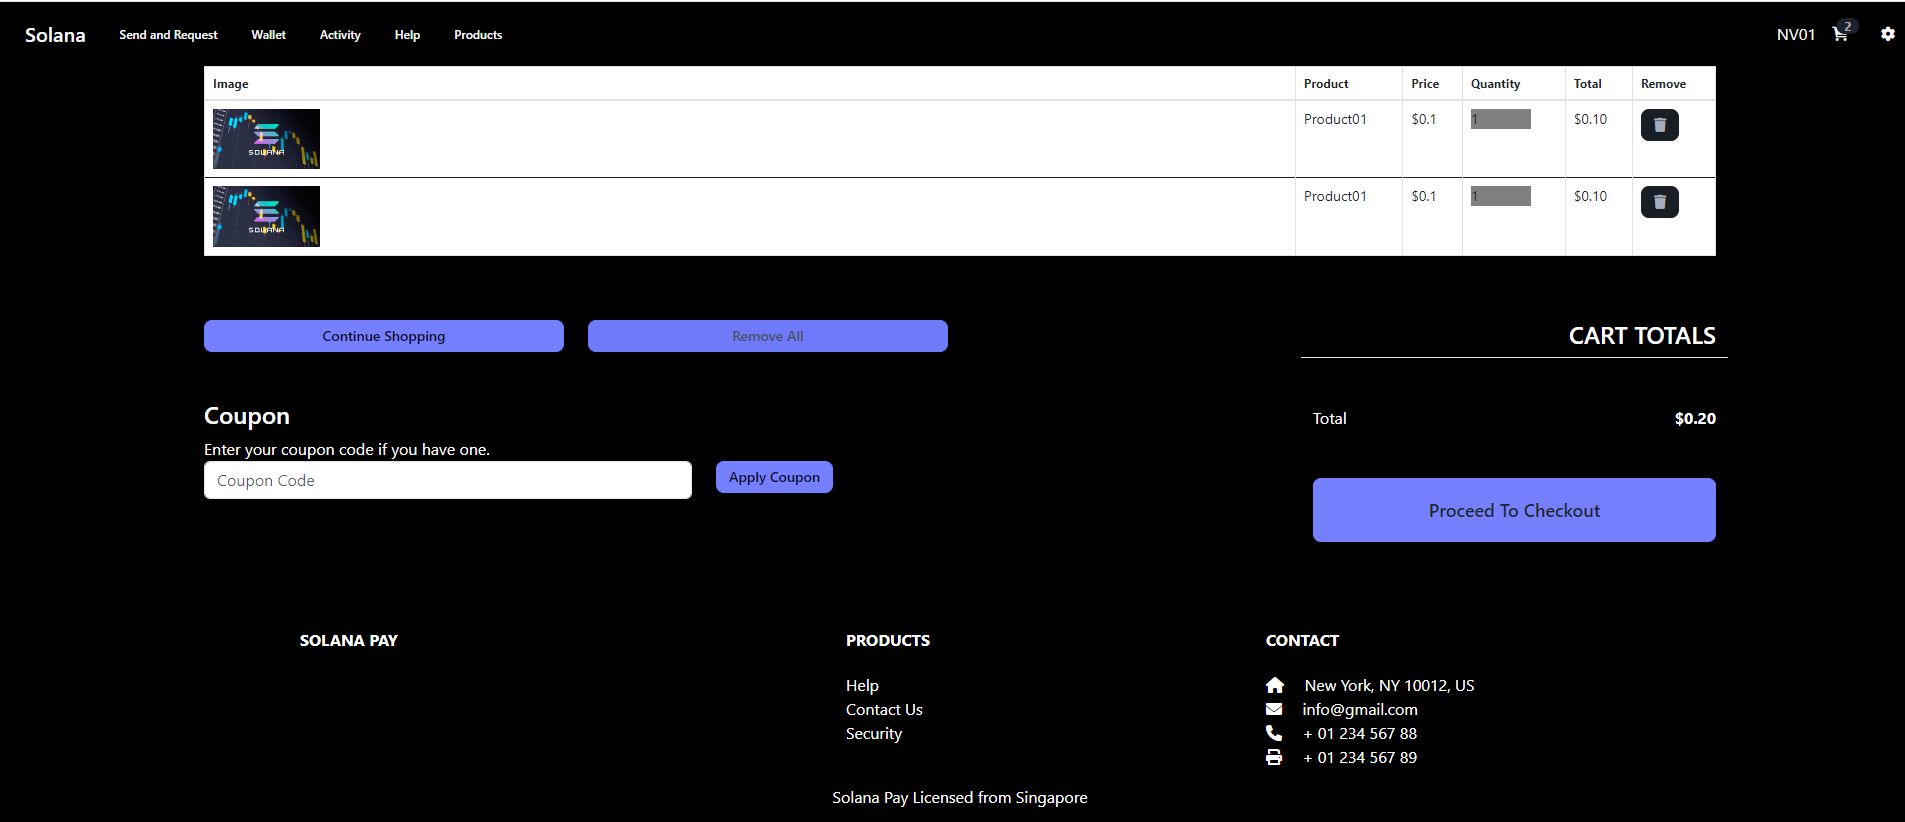 Solana Send and Request Wallet Activity Help Products NV01 2
Image Product Price Quantity Total Remove
SOLANA
Product01 $0.1 1 $0.10
SOLANA
Product01 $0.1 1 $0.10
Continue Shopping Remove All
CART TOTALS
Coupon
Enter your coupon code if you have one.
Coupon Code Apply Coupon
Total $0.20
Proceed To Checkout
SOLANA PAY
PRODUCTS
Help
Contact Us
Security
CONTACT
New York, NY 10012, US
info@gmail.com
+ 01 234 567 88
+ 01 234 567 89
Solana Pay Licensed from Singapore